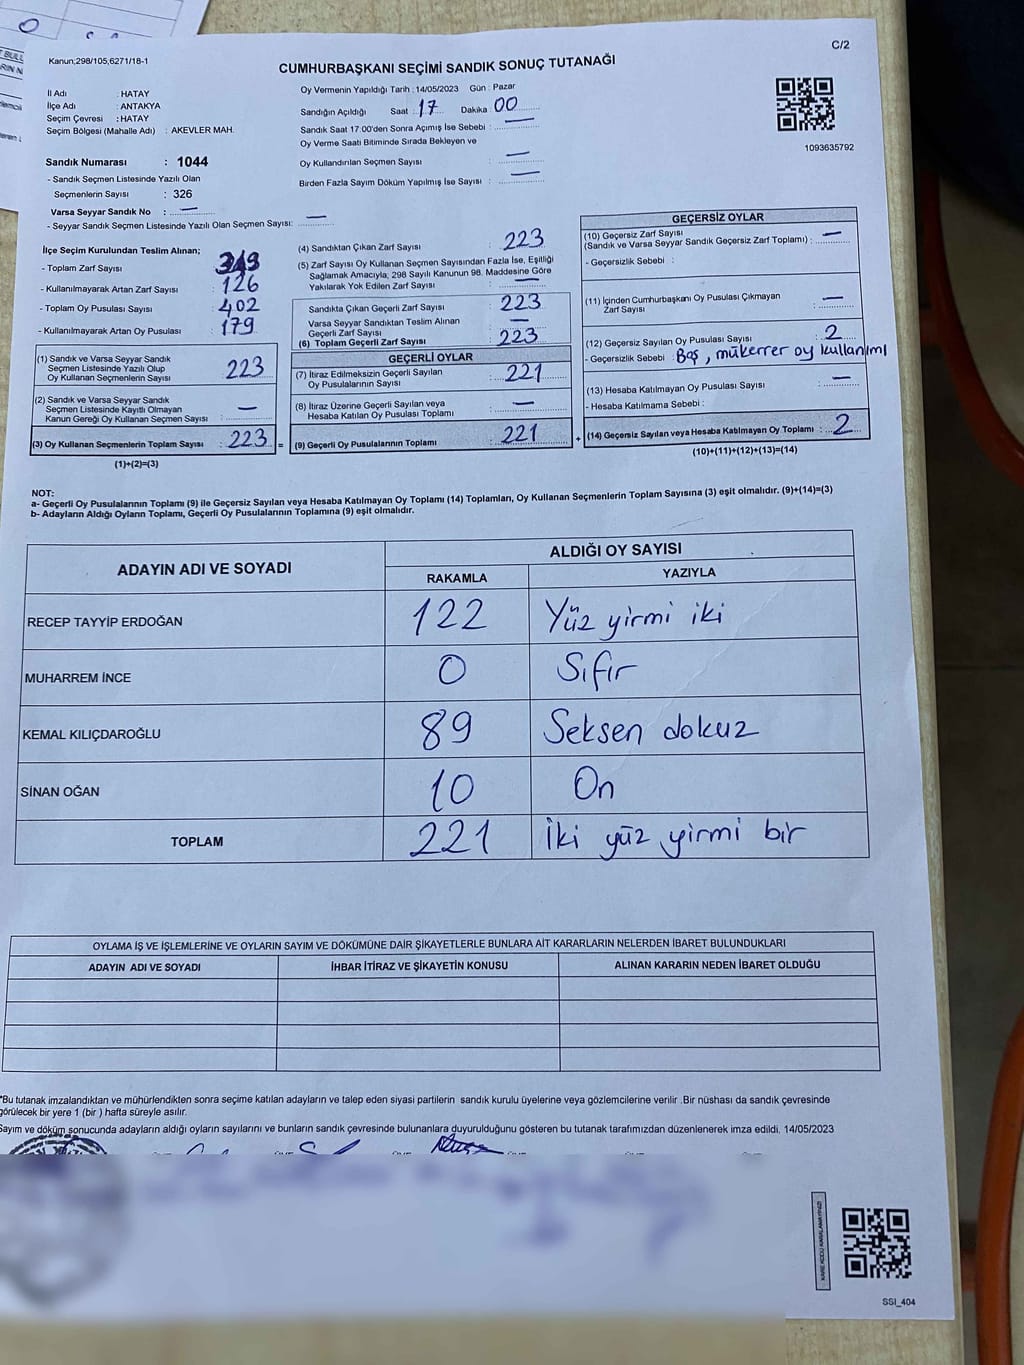 C/2
Kanun;298/105;6271/18-1
CUMHURBAŞKANI SEÇİMİ SANDIK SONUÇ TUTANAĞI
İl Adı : HATAY
İlçe Adı : ANTAKYA
Seçim Çevresi : HATAY
Seçim Bölgesi (Mahalle Adı) : AKEVLER MAH.
Sandık Numarası : 1044
- Sandık Seçmen Listesinde Yazılı Olan
Seçmenlerin Sayısı : 326
Varsa Seyyar Sandık No : —
- Seyyar Sandık Seçmen Listesinde Yazılı Olan Seçmen Sayısı: —
Oy Vermenin Yapıldığı Tarih : 14/05/2023 Gün : Pazar
Sandığın Açıldığı Saat : 17 Dakika : 00
Sandık Saat 17:00'den Sonra Açımış İse Sebebi : —
Oy Verme Saati Bitiminde Sırada Bekleyen ve
Oy Kullandırılan Seçmen Sayısı : —
Birden Fazla Sayım Döküm Yapılmış İse Sayısı : —
1093635792
İlçe Seçim Kurulundan Teslim Alınan;
- Toplam Zarf Sayısı :
- Kullanılmayarak Artan Zarf Sayısı : 126
- Toplam Oy Pusulası Sayısı : 402
- Kullanılmayarak Artan Oy Pusulası : 179
(1) Sandık ve Varsa Seyyar Sandık
Seçmen Listesinde Yazılı Olup
Oy Kullanan Seçmenlerin Sayısı : 223
(2) Sandık ve Varsa Seyyar Sandık
Seçmen Listesinde Kayıtlı Olmayan
Kanun Gereği Oy Kullanan Seçmen Sayısı : —
(3) Oy Kullanan Seçmenlerin Toplam Sayısı : 223 =
(1)+(2)=(3)
(4) Sandıktan Çıkan Zarf Sayısı : 223
(5) Zarf Sayısı Oy Kullanan Seçmen Sayısından Fazla İse, Eşitliği
Sağlamak Amacıyla; 298 Sayılı Kanunun 98. Maddesine Göre
Yakılarak Yok Edilen Zarf Sayısı : —
Sandıkta Çıkan Geçerli Zarf Sayısı : 223
Varsa Seyyar Sandıktan Teslim Alınan
Geçerli Zarf Sayısı : —
(6) Toplam Geçerli Zarf Sayısı : 223
GEÇERLİ OYLAR
(7) İtiraz Edilmeksizin Geçerli Sayılan
Oy Pusulalarının Sayısı : 221
(8) İtiraz Üzerine Geçerli Sayılan veya
Hesaba Katılan Oy Pusulası Toplamı : —
(9) Geçerli Oy Pusulalarının Toplamı : 221 +
GEÇERSİZ OYLAR
(10) Geçersiz Zarf Sayısı
(Sandık ve Varsa Seyyar Sandık Geçersiz Zarf Toplamı) : —
- Geçersizlik Sebebi :
(11) İçinden Cumhurbaşkanı Oy Pusulası Çıkmayan
Zarf Sayısı : —
(12) Geçersiz Sayılan Oy Pusulası Sayısı : 2
- Geçersizlik Sebebi : Boş, mükerrer oy kullanımı
(13) Hesaba Katılmayan Oy Pusulası Sayısı : —
- Hesaba Katılmama Sebebi :
(14) Geçersiz Sayılan veya Hesaba Katılmayan Oy Toplamı : 2
(10)+(11)+(12)+(13)=(14)
NOT:
a- Geçerli Oy Pusulalarının Toplamı (9) ile Geçersiz Sayılan veya Hesaba Katılmayan Oy Toplamı (14) Toplamları, Oy Kullanan Seçmenlerin Toplam Sayısına (3) eşit olmalıdır. (9)+(14)=(3)
b- Adayların Aldığı Oyların Toplamı, Geçerli Oy Pusulalarının Toplamına (9) eşit olmalıdır.
ADAYIN ADI VE SOYADI ALDIĞI OY SAYISI
RAKAMLA YAZIYLA
RECEP TAYYİP ERDOĞAN 122 Yüz yirmi iki
MUHARREM İNCE 0 Sıfır
KEMAL KILIÇDAROĞLU 89 Seksen dokuz
SİNAN OĞAN 10 On
TOPLAM 221 İki yüz yirmi bir
OYLAMA İŞ VE İŞLEMLERİNE VE OYLARIN SAYIM VE DÖKÜMÜNE DAİR ŞİKAYETLERLE BUNLARA AİT KARARLARIN NELERDEN İBARET BULUNDUKLARI
ADAYIN ADI VE SOYADI İHBAR İTİRAZ VE ŞİKAYETİN KONUSU ALINAN KARARIN NEDEN İBARET OLDUĞU
*Bu tutanak imzalandıktan ve mühürlendikten sonra seçime katılan adayların ve talep eden siyasi partilerin sandık kurulu üyelerine veya gözlemcilerine verilir .Bir nüshası da sandık çevresinde
görülecek bir yere 1 (bir ) hafta süreyle asılır.
Sayım ve döküm sonucunda adayların aldığı oyların sayılarını ve bunların sandık çevresinde bulunanlara duyurulduğunu gösteren bu tutanak tarafımızdan düzenlenerek imza edildi. 14/05/2023
SSI_404